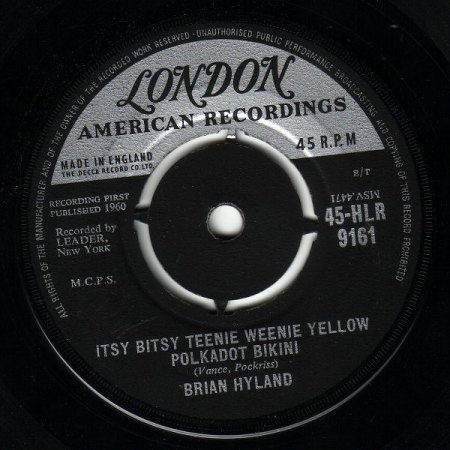 ALL RIGHTS OF THE MANUFACTURER AND OF THE OWNER OF THE RECORDED WORK RESERVED · UNAUTHORISED PUBLIC PERFORMANCE BROADCASTING AND COPYING OF THIS RECORD PROHIBITED
LONDON
AMERICAN RECORDINGS
MADE IN ENGLAND
THE DECCA RECORD CO. LTD.
45 R.P.M
R/T
RECORDING FIRST
PUBLISHED 1960
MSV.4471
45-HLR
9161
Recorded by
LEADER,
NEW YORK
M.C.P.S.
ITSY BITSY TEENIE WEENIE YELLOW
POLKADOT BIKINI
(Vance, Pockriss)
BRIAN HYLAND